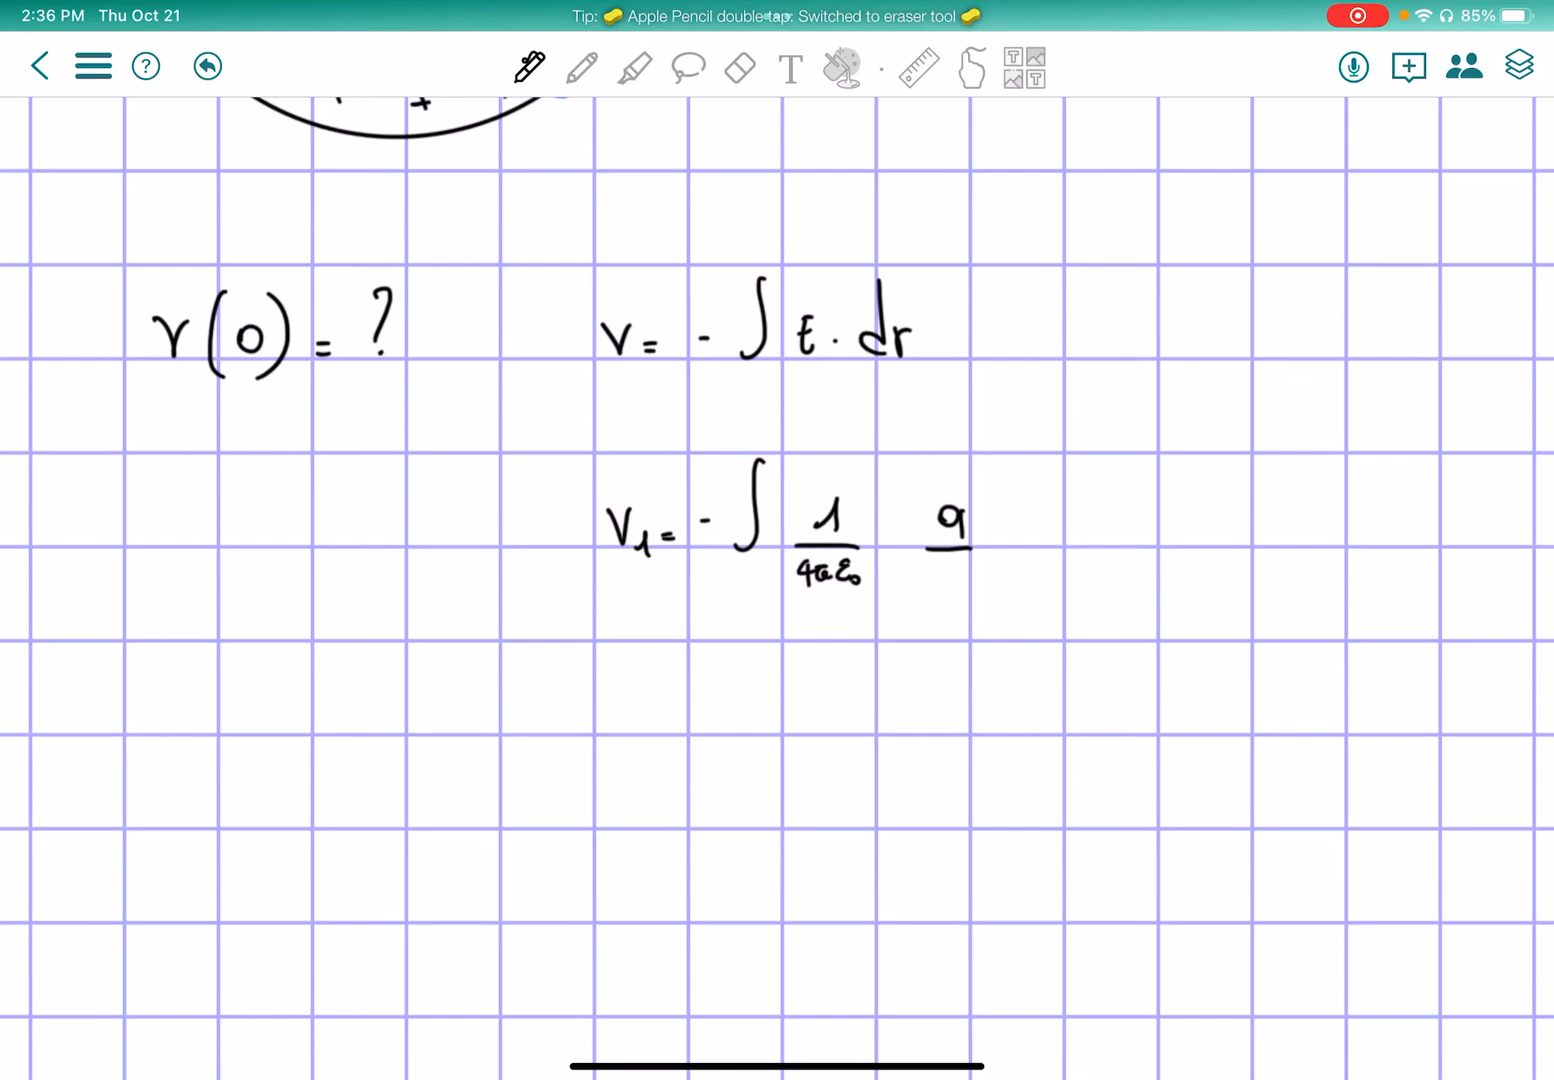 2:36 PM Thu Oct 21
Tip: 🧽 Apple Pencil double tap: Switched to eraser tool 🧽
85%
+
V(0) = ?
V = - ∫ E . dr
V₁ = - ∫ 1/4πε₀ q